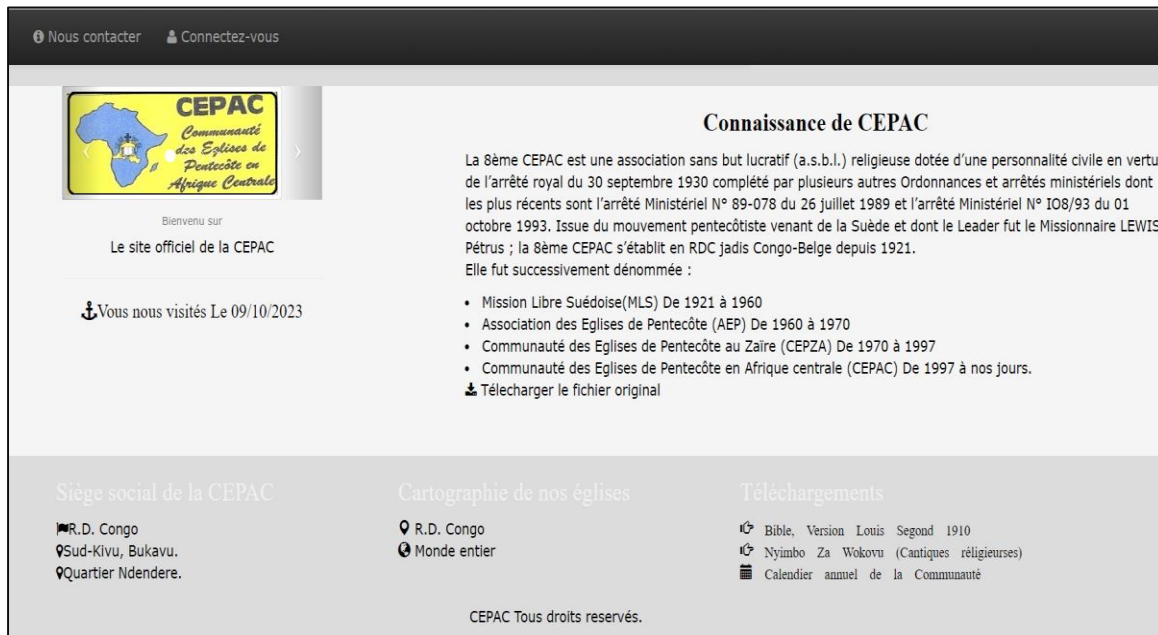 Nous contacter Connectez-vous
CEPAC
Communauté
des Eglises de
Pentecôte en
Afrique Centrale
Bienvenu sur
Le site officiel de la CEPAC
Vous nous visités Le 09/10/2023
Connaissance de CEPAC
La 8ème CEPAC est une association sans but lucratif (a.s.b.l.) religieuse dotée d’une personnalité civile en vertu
de l’arrêté royal du 30 septembre 1930 complété par plusieurs autres Ordonnances et arrêtés ministériels dont
les plus récents sont l’arrêté Ministériel N° 89-078 du 26 juillet 1989 et l’arrêté Ministériel N° IO8/93 du 01
octobre 1993. Issue du mouvement pentecôtiste venant de la Suède et dont le Leader fut le Missionnaire LEWIS
Pétrus ; la 8ème CEPAC s’établit en RDC jadis Congo-Belge depuis 1921.
Elle fut successivement dénommée :
• Mission Libre Suédoise(MLS) De 1921 à 1960
• Association des Eglises de Pentecôte (AEP) De 1960 à 1970
• Communauté des Eglises de Pentecôte au Zaïre (CEPZA) De 1970 à 1997
• Communauté des Eglises de Pentecôte en Afrique centrale (CEPAC) De 1997 à nos jours.
Télecharger le fichier original
Siège social de la CEPAC
R.D. Congo
Sud-Kivu, Bukavu.
Quartier Ndendere.
Cartographie de nos églises
R.D. Congo
Monde entier
Téléchargements
Bible, Version Louis Segond 1910
Nyimbo Za Wokovu (Cantiques réligieurses)
Calendier annuel de la Communauté
CEPAC Tous droits reservés.